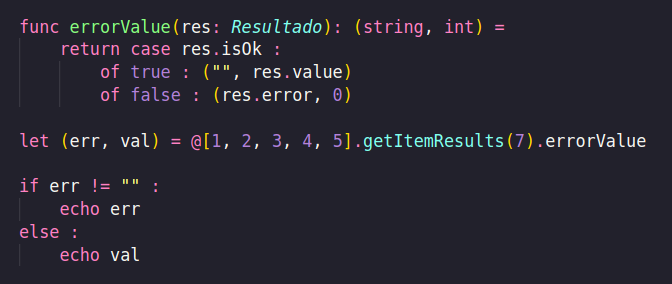 func errorValue(res: Resultado): (string, int) =
    return case res.isOk :
        of true : ("", res.value)
        of false : (res.error, 0)

let (err, val) = @[1, 2, 3, 4, 5].getItemResults(7).errorValue

if err != "" :
    echo err
else :
    echo val